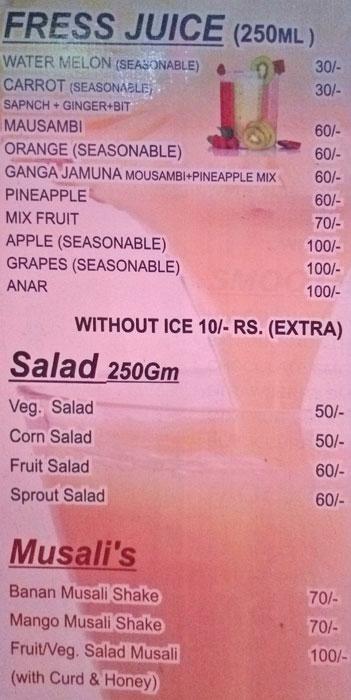 FRESS JUICE (250ML)
WATER MELON (SEASONABLE) 30/-
CARROT (SEASONABLE) 30/-
SAPNCH + GINGER+BIT
MAUSAMBI 60/-
ORANGE (SEASONABLE) 60/-
GANGA JAMUNA MOUSAMBI+PINEAPPLE MIX 60/-
PINEAPPLE 60/-
MIX FRUIT 70/-
APPLE (SEASONABLE) 100/-
GRAPES (SEASONABLE) 100/-
ANAR 100/-
WITHOUT ICE 10/- RS. (EXTRA)
Salad 250Gm
Veg. Salad 50/-
Corn Salad 50/-
Fruit Salad 60/-
Sprout Salad 60/-
Musali's
Banan Musali Shake 70/-
Mango Musali Shake 70/-
Fruit/Veg. Salad Musali 100/-
(with Curd & Honey)